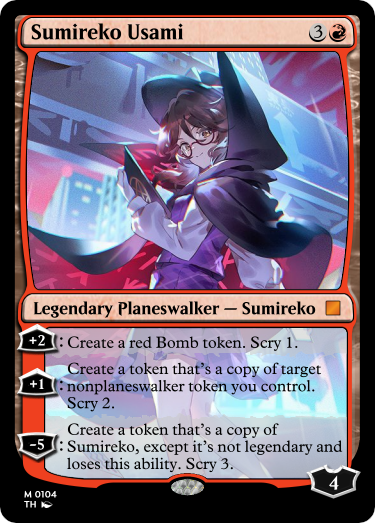 Sumireko Usami 3
Legendary Planeswalker — Sumireko
+2: Create a red Bomb token. Scry 1.
Create a token that's a copy of target
+1: nonplaneswalker token you control.
Scry 2.
Create a token that's a copy of
-5: Sumireko, except it's not legendary and
loses this ability. Scry 3.
4
M 0104
TH